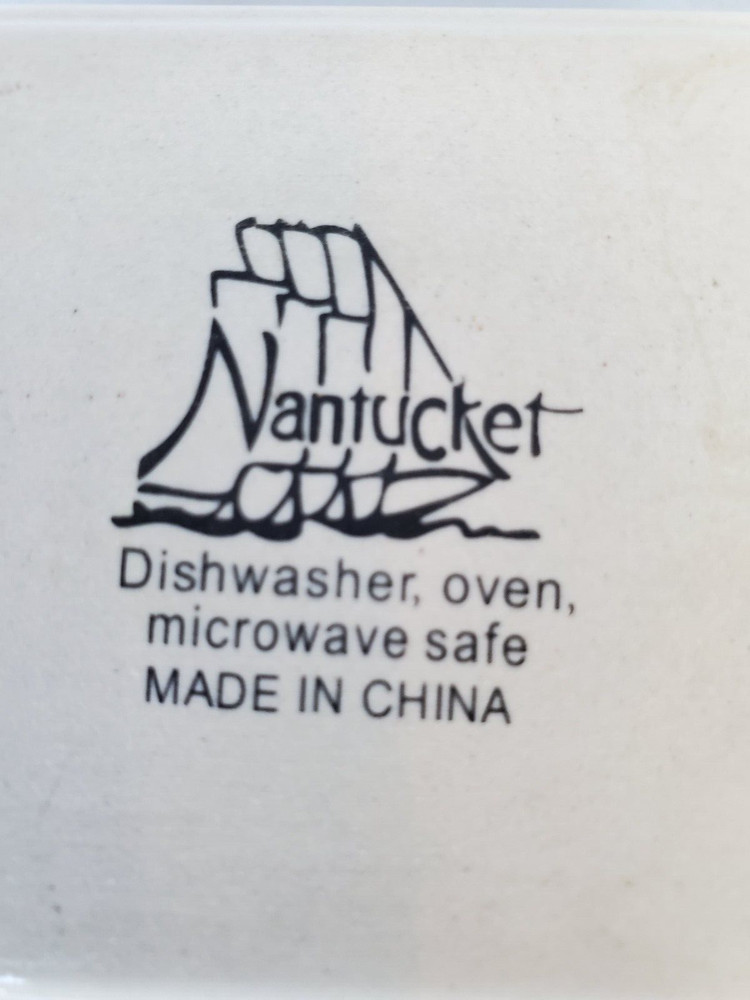 Nantucket
Dishwasher, oven,
microwave safe
MADE IN CHINA